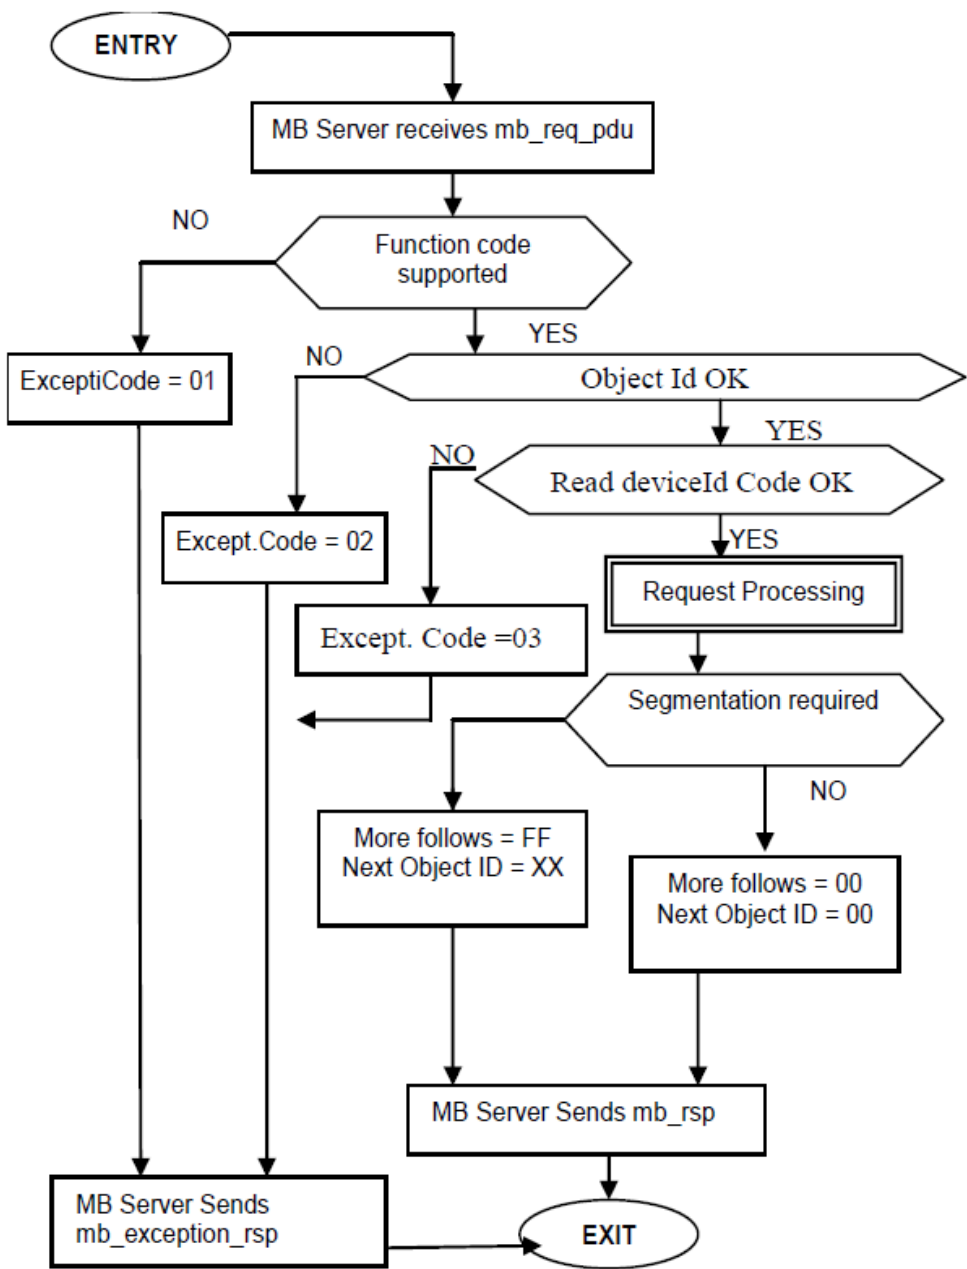 ENTRY
MB Server receives mb_req_pdu
NO
Function code
supported
YES
NO
ExceptiCode = 01
Object Id OK
YES
NO
Read deviceId Code OK
Except.Code = 02
YES
Request Processing
Except. Code =03
Segmentation required
NO
More follows = FF
Next Object ID = XX
More follows = 00
Next Object ID = 00
MB Server Sends mb_rsp
MB Server Sends
mb_exception_rsp
EXIT